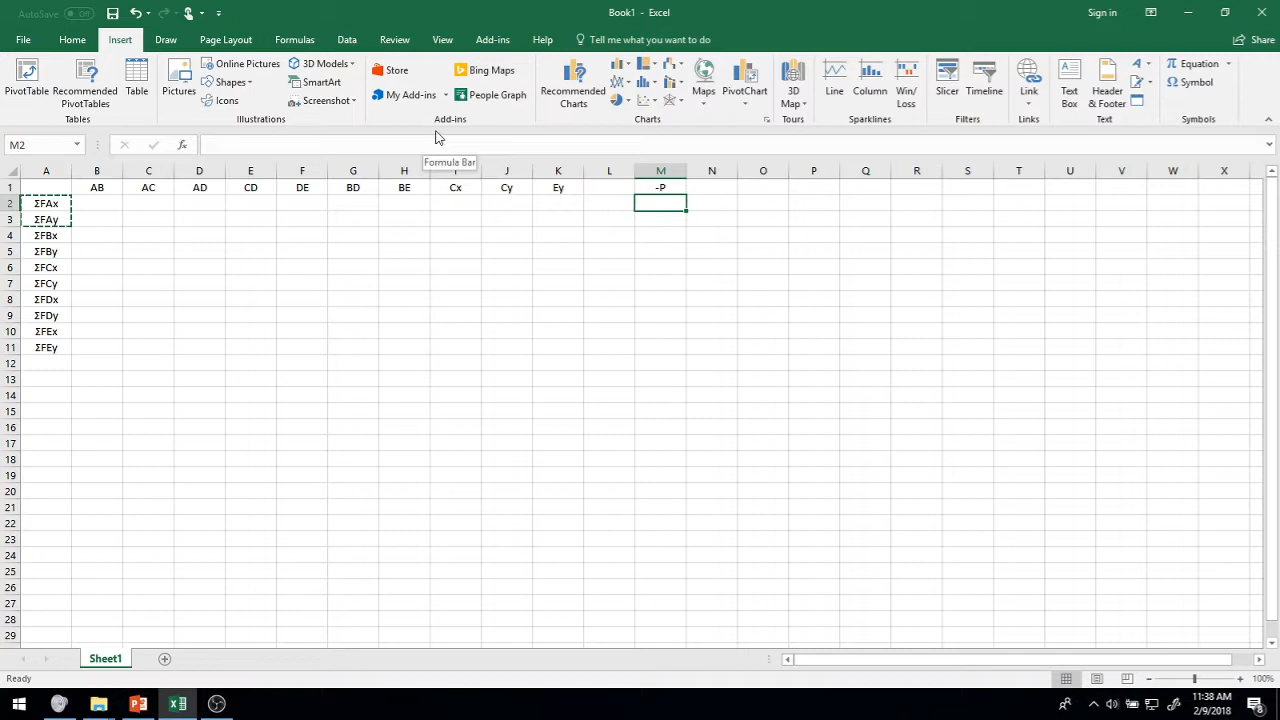 AutoSave Off
Book1 - Excel
Sign in
File Home Insert Draw Page Layout Formulas Data Review View Add-ins Help Tell me what you want to do Share
PivotTable
Recommended PivotTables
Table
Tables
Pictures
Online Pictures
Shapes
Icons
3D Models
SmartArt
Screenshot
Illustrations
Store
My Add-ins
Bing Maps
People Graph
Add-ins
Recommended Charts
Maps
PivotChart
Charts
3D Map
Tours
Line
Column
Win/Loss
Sparklines
Slicer
Timeline
Filters
Link
Links
Text Box
Header & Footer
Text
Equation
Symbol
Symbols
M2
fx
Formula Bar
A B C D E F G H I J K L M N O P Q R S T U V W X
1 AB AC AD CD DE BD BE Cx Cy Ey -P
2 ΣFAx
3 ΣFAy
4 ΣFBx
5 ΣFBy
6 ΣFCx
7 ΣFCy
8 ΣFDx
9 ΣFDy
10 ΣFEx
11 ΣFEy
12
13
14
15
16
17
18
19
20
21
22
23
24
25
26
27
28
29
Sheet1
Ready
100%
11:38 AM
2/9/2018
8